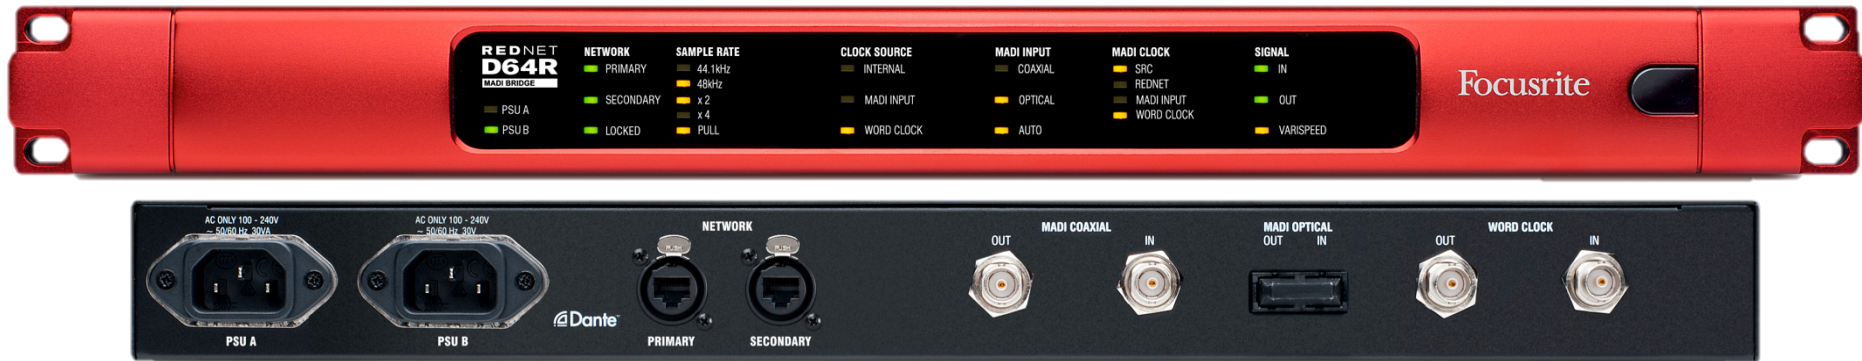 REDNET
D64R
MADI BRIDGE
PSU A
PSU B
NETWORK
PRIMARY
SECONDARY
LOCKED
SAMPLE RATE
44.1kHz
48kHz
x 2
x 4
PULL
CLOCK SOURCE
INTERNAL
MADI INPUT
WORD CLOCK
MADI INPUT
COAXIAL
OPTICAL
AUTO
MADI CLOCK
SRC
REDNET
MADI INPUT
WORD CLOCK
SIGNAL
IN
OUT
VARISPEED
Focusrite
AC ONLY 100 - 240V
~ 50/60 Hz 30VA
PSU A
AC ONLY 100 - 240V
~ 50/60 Hz 30V
PSU B
Dante™
NETWORK
PUSH
PUSH
PRIMARY
SECONDARY
MADI COAXIAL
OUT
IN
MADI OPTICAL
OUT IN
WORD CLOCK
OUT
IN